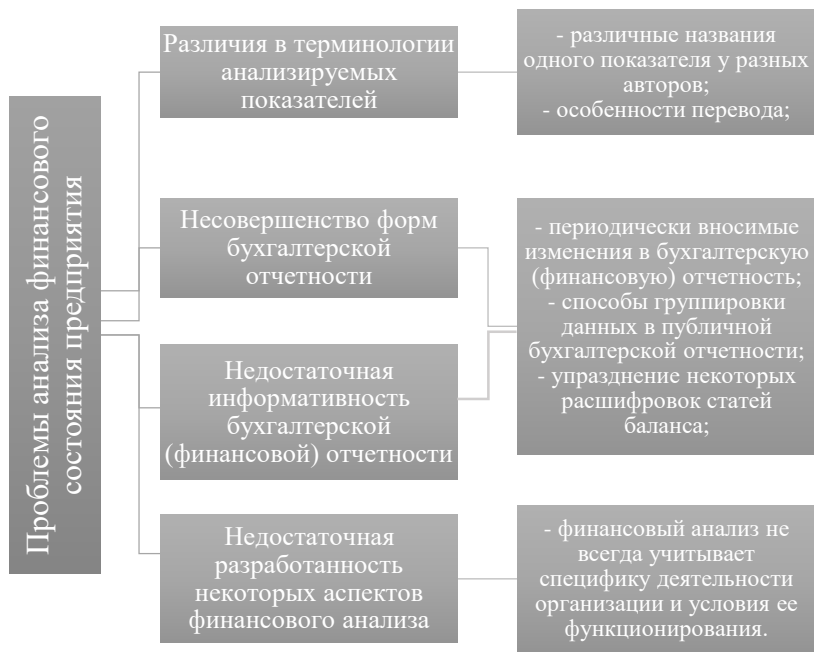 Проблемы анализа финансового
состояния предприятия
Различия в терминологии
анализируемых
показателей
- различные названия
одного показателя у разных
авторов;
- особенности перевода;
Несовершенство форм
бухгалтерской
отчетности
Недостаточная
информативность
бухгалтерской
(финансовой) отчетности
- периодически вносимые
изменения в бухгалтерскую
(финансовую) отчетность;
- способы группировки
данных в публичной
бухгалтерской отчетности;
- упразднение некоторых
расшифровок статей
баланса;
Недостаточная
разработанность
некоторых аспектов
финансового анализа
- финансовый анализ не
всегда учитывает
специфику деятельности
организации и условия ее
функционирования.